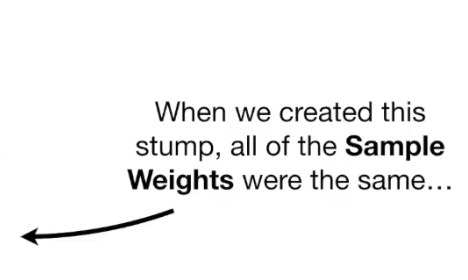 When we created this
stump, all of the Sample
Weights were the same…